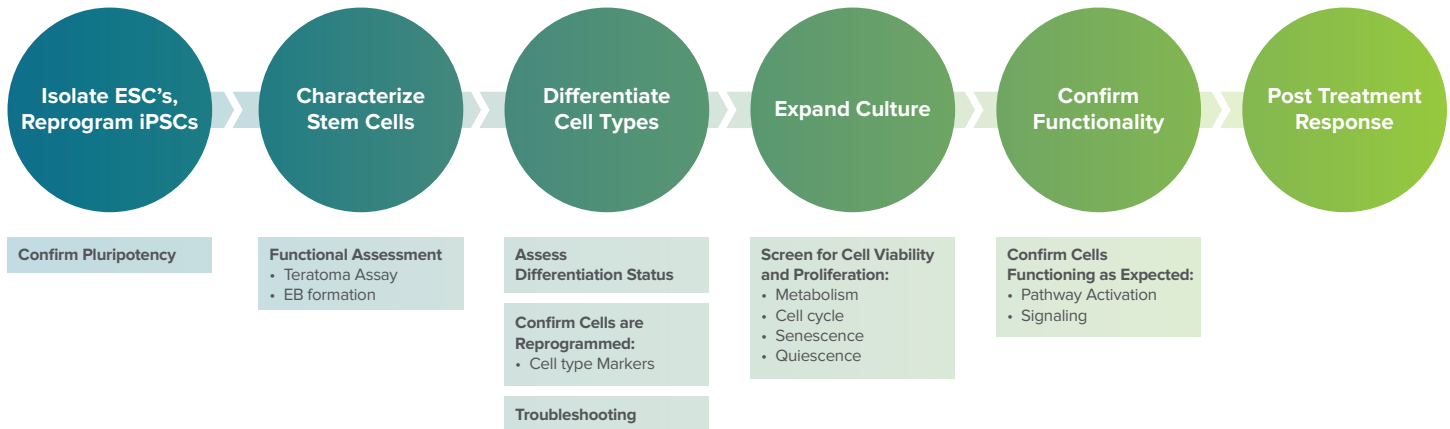 Isolate ESC’s,
Reprogram iPSCs
Characterize
Stem Cells
Differentiate
Cell Types
Expand Culture
Confirm
Functionality
Post Treatment
Response
Confirm Pluripotency
Functional Assessment
• Teratoma Assay
• EB formation
Assess
Differentiation Status
Confirm Cells are
Reprogrammed:
• Cell type Markers
Troubleshooting
Screen for Cell Viability
and Proliferation:
• Metabolism
• Cell cycle
• Senescence
• Quiescence
Confirm Cells
Functioning as Expected:
• Pathway Activation
• Signaling